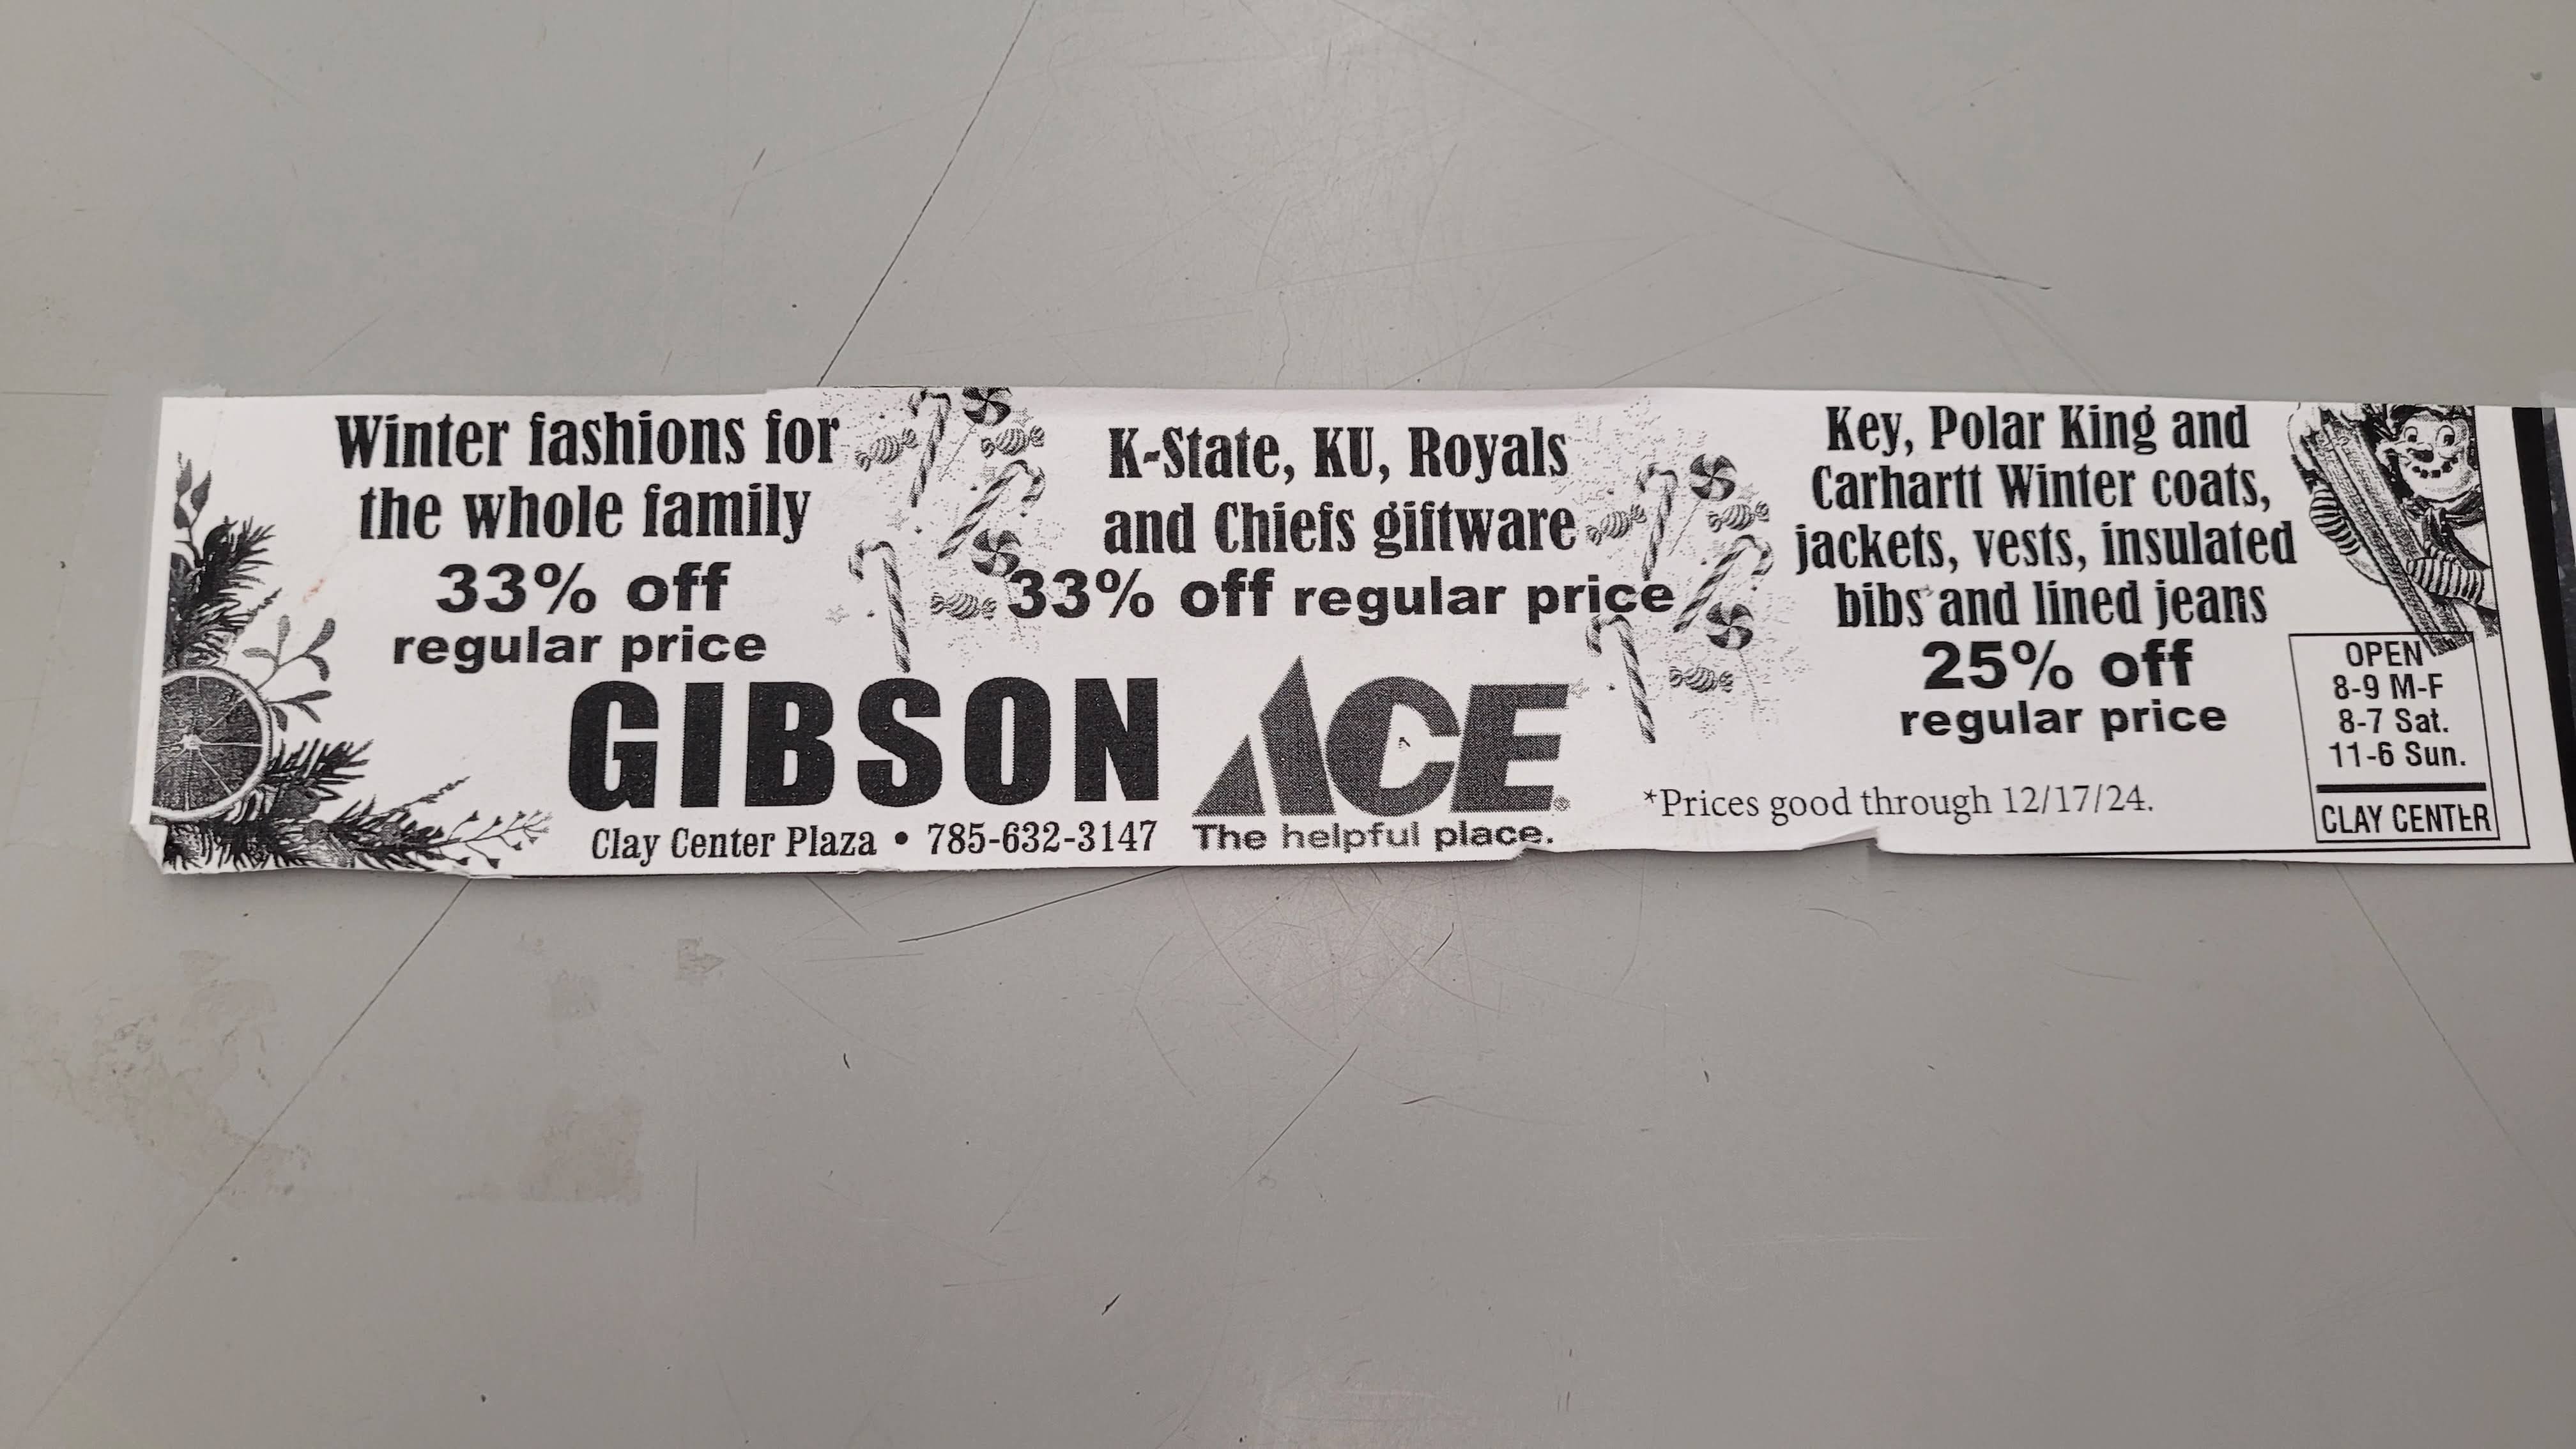 Winter fashions for
the whole family
33% off
regular price
K-State, KU, Royals
and Chiefs giftware
33% off regular price
Key, Polar King and
Carhartt Winter coats,
jackets, vests, insulated
bibs and lined jeans
25% off
regular price
GIBSON ACE®
Clay Center Plaza • 785-632-3147
The helpful place.
*Prices good through 12/17/24.
OPEN
8-9 M-F
8-7 Sat.
11-6 Sun.
CLAY CENTER